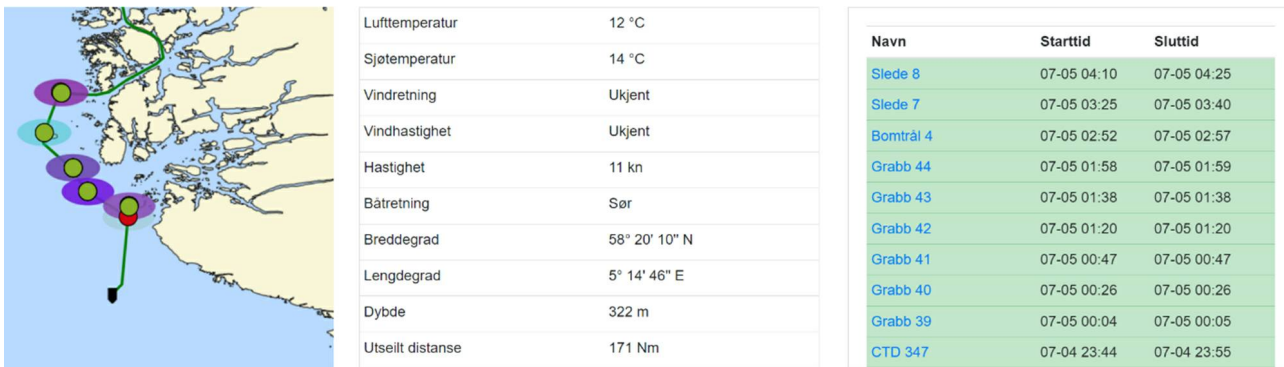 Lufttemperatur 12 °C
Sjøtemperatur 14 °C
Vindretning Ukjent
Vindhastighet Ukjent
Hastighet 11 kn
Båtretning Sør
Breddegrad 58° 20' 10" N
Lengdegrad 5° 14' 46" E
Dybde 322 m
Utseilt distanse 171 Nm
Navn Starttid Sluttid
Slede 8 07-05 04:10 07-05 04:25
Slede 7 07-05 03:25 07-05 03:40
Bomtrål 4 07-05 02:52 07-05 02:57
Grabb 44 07-05 01:58 07-05 01:59
Grabb 43 07-05 01:38 07-05 01:38
Grabb 42 07-05 01:20 07-05 01:20
Grabb 41 07-05 00:47 07-05 00:47
Grabb 40 07-05 00:26 07-05 00:26
Grabb 39 07-05 00:04 07-05 00:05
CTD 347 07-04 23:44 07-04 23:55